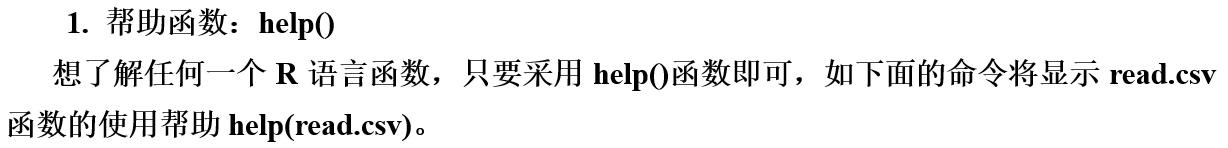 1. 帮助函数：help()
想了解任何一个 R 语言函数，只要采用 help()函数即可，如下面的命令将显示 read.csv
函数的使用帮助 help(read.csv)。